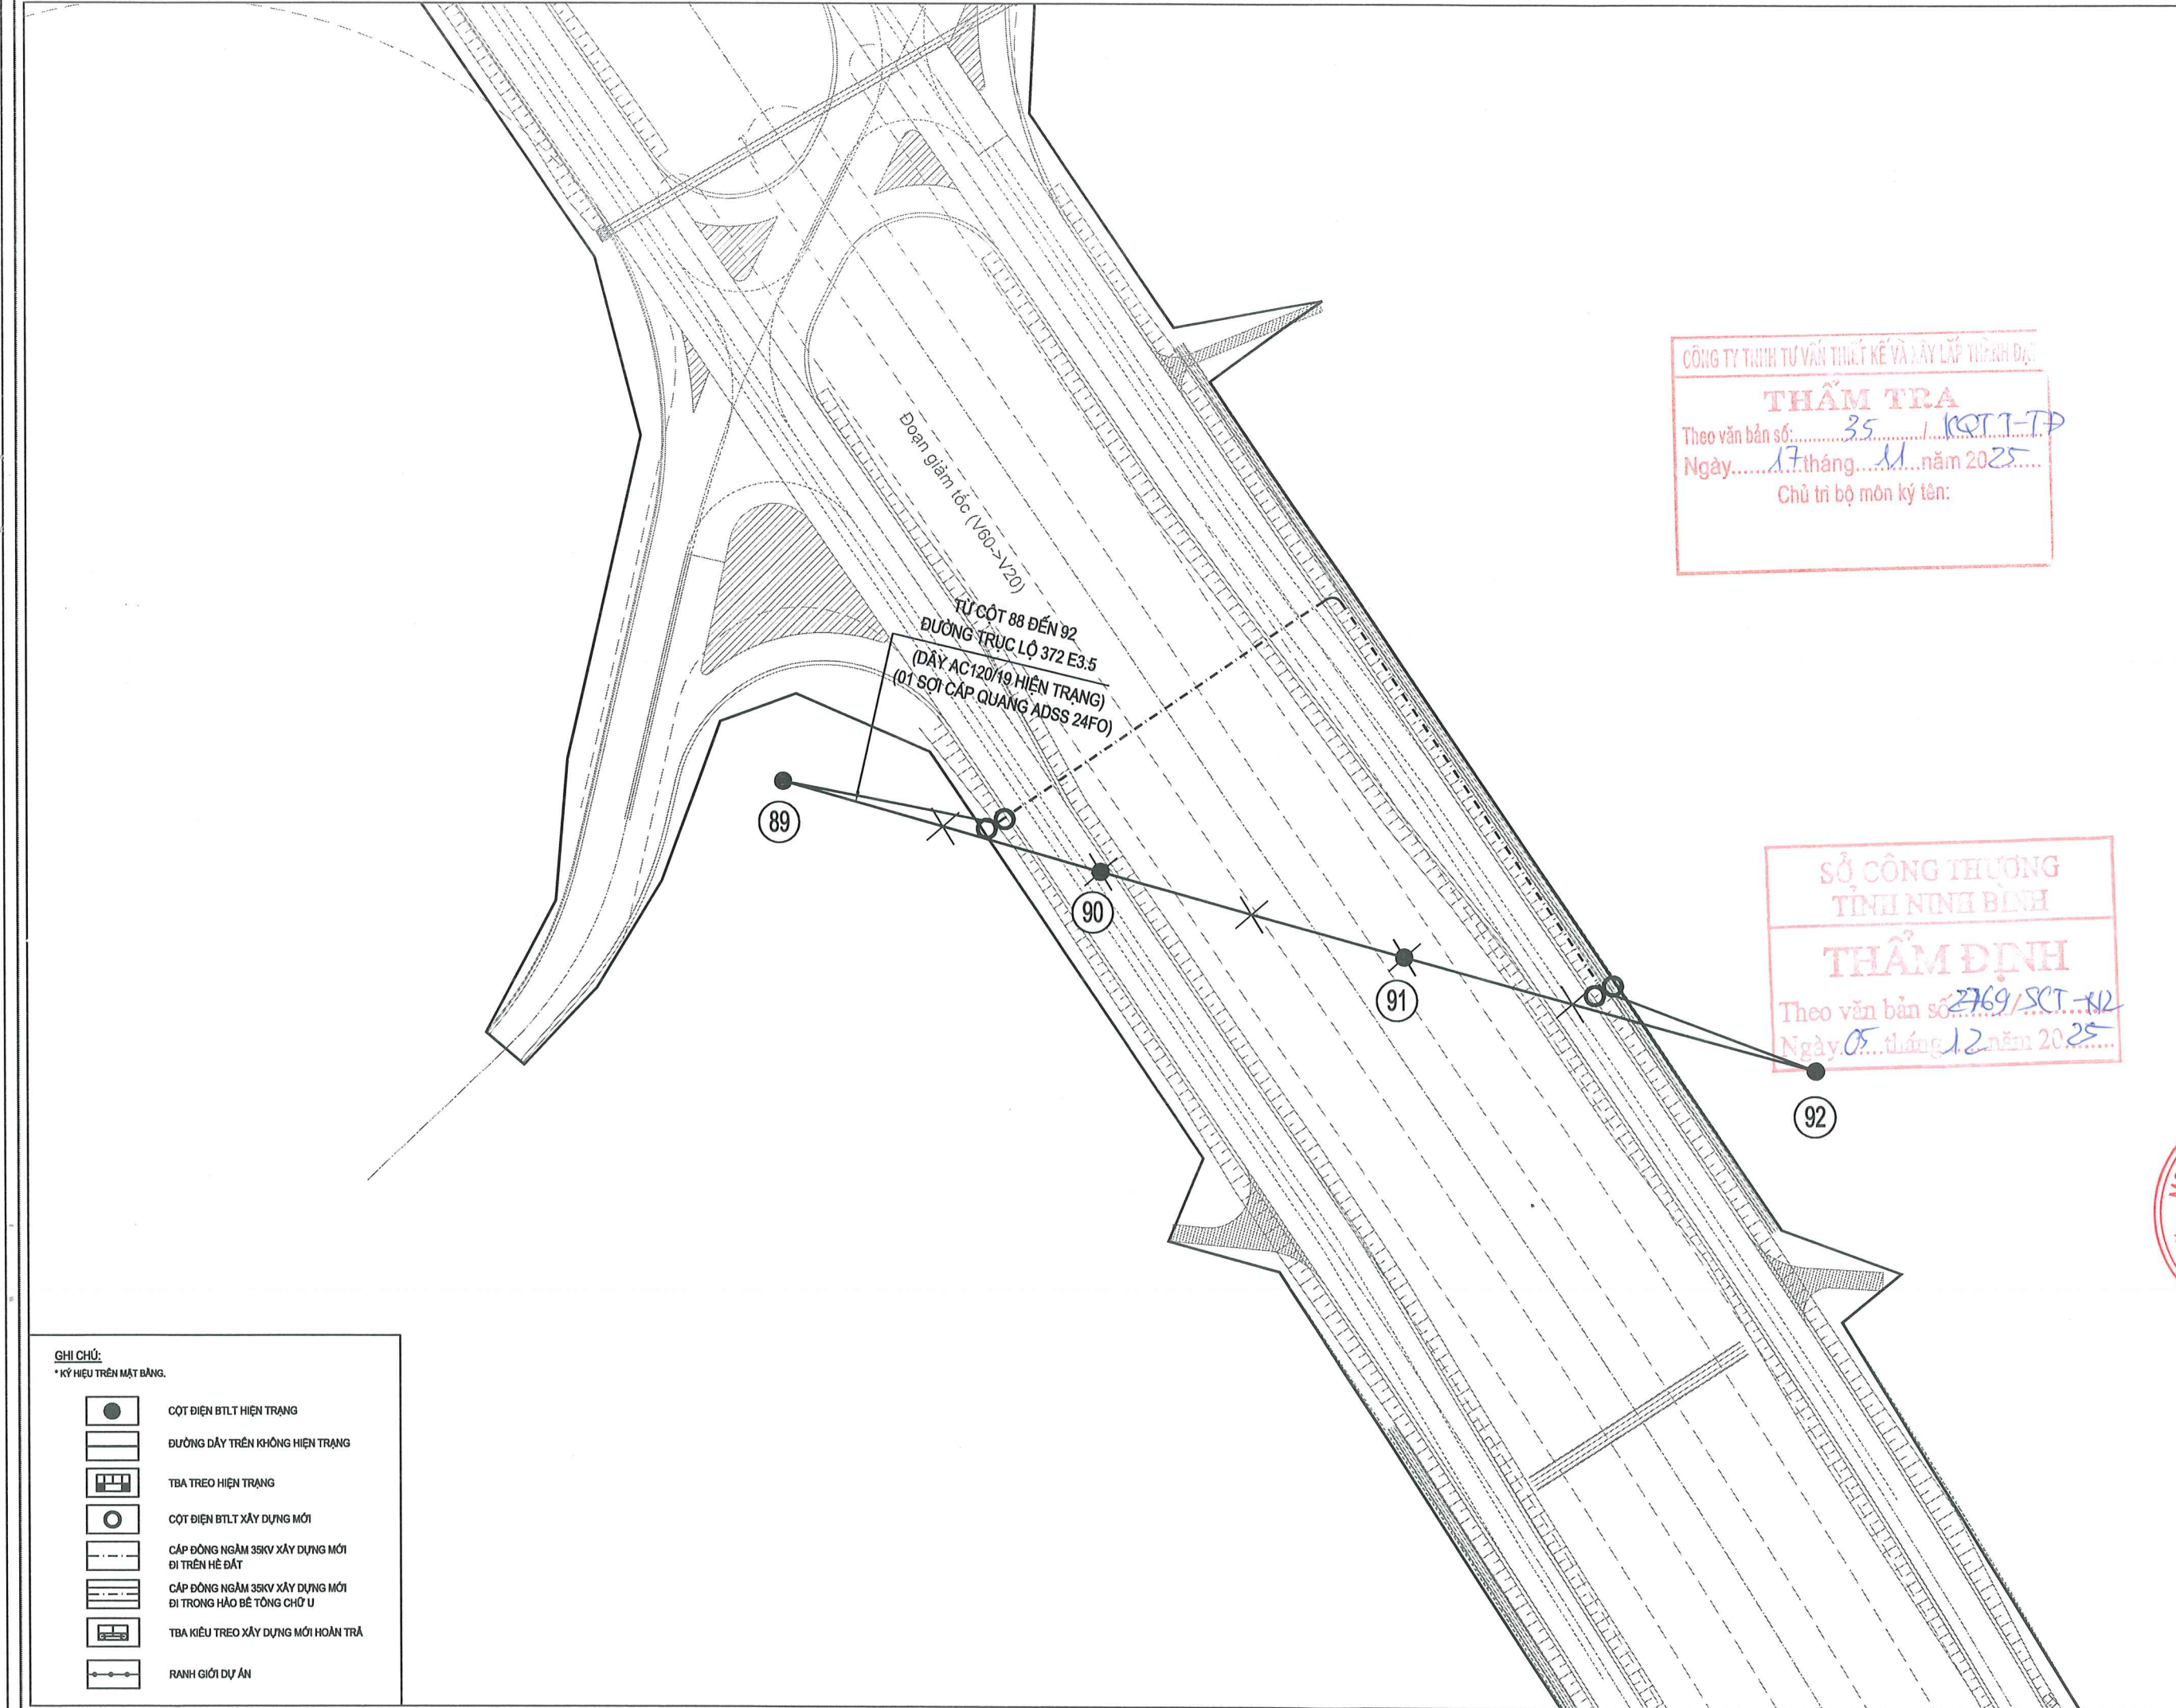 CÔNG TY TNHH TƯ VẤN THIẾT KẾ VÀ XÂY LẮP THÀNH ĐẠT
THẨM TRA
Theo văn bản số:.........35........./....KQTT-TĐ
Ngày.......17.tháng....11....năm 2025......
Chủ trì bộ môn ký tên:
Đoạn giảm tốc (V60->V20)
TỪ CỘT 88 ĐẾN 92
ĐƯỜNG TRỤC LỘ 372 E3.5
(DÂY AC120/19 HIỆN TRẠNG)
(01 SỢI CÁP QUANG ADSS 24FO)
89
90
91
92
SỞ CÔNG THƯƠNG
TỈNH NINH BÌNH
THẨM ĐỊNH
Theo văn bản số 2769/SCT-
Ngày.05...tháng.12.năm 2025......
GHI CHÚ:
* KÝ HIỆU TRÊN MẶT BẰNG.
CỘT ĐIỆN BTLT HIỆN TRẠNG
ĐƯỜNG DÂY TRÊN KHÔNG HIỆN TRẠNG
TBA TREO HIỆN TRẠNG
CỘT ĐIỆN BTLT XÂY DỰNG MỚI
CÁP ĐỒNG NGẦM 35KV XÂY DỰNG MỚI
ĐI TRÊN HÈ ĐẤT
CÁP ĐỒNG NGẦM 35KV XÂY DỰNG MỚI
ĐI TRONG HÀO BÊ TÔNG CHỮ U
TBA KIỂU TREO XÂY DỰNG MỚI HOÀN TRẢ
RANH GIỚI DỰ ÁN